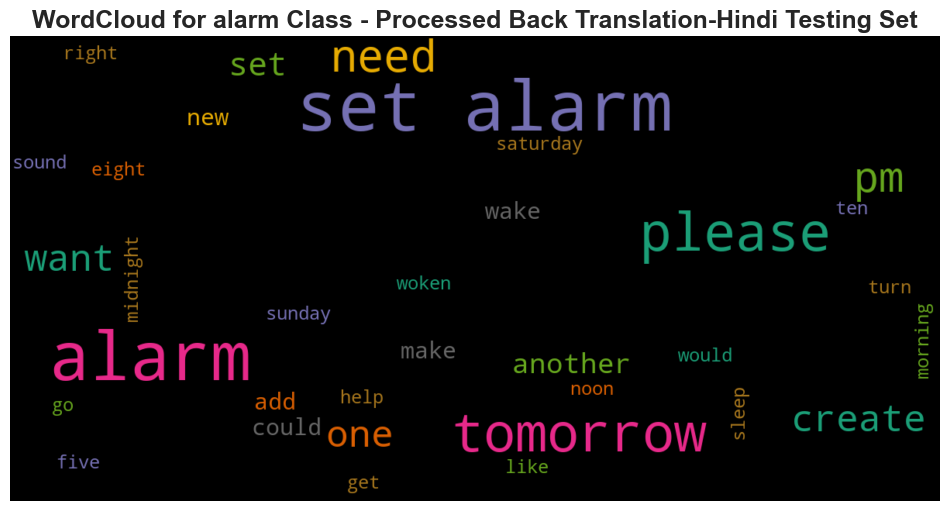 WordCloud for alarm Class - Processed Back Translation-Hindi Testing Set
right
set
need
new
set alarm
saturday
sound
eight
pm
wake
ten
please
want
midnight
woken
turn
sunday
morning
alarm
make
another
would
noon
go
add
help
sleep
could
one
tomorrow
create
five
like
get